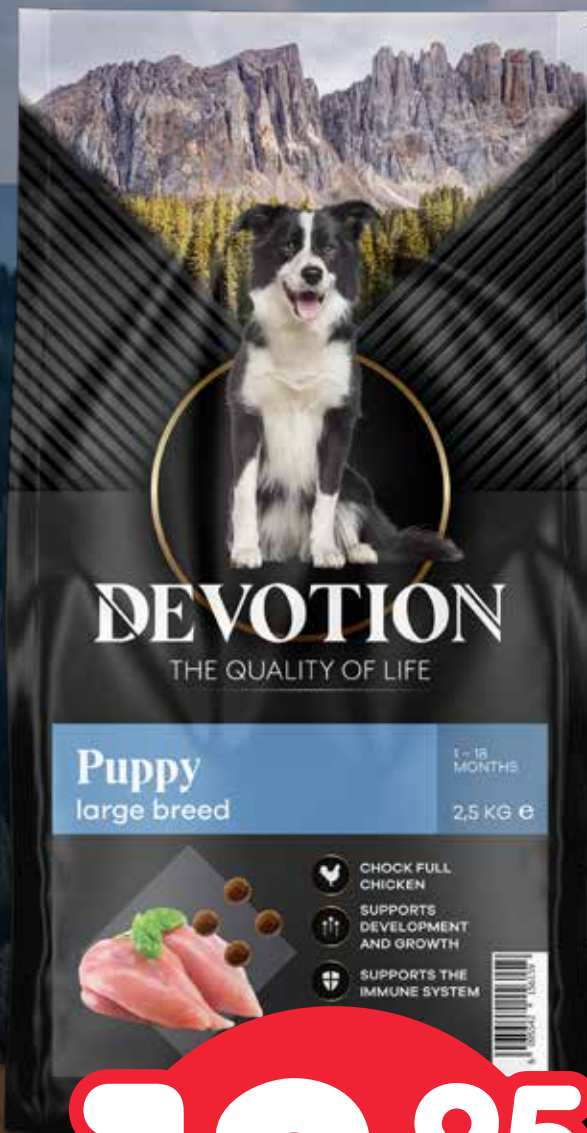 DEVOTION
THE QUALITY OF LIFE
Puppy
large breed
1 – 18
MONTHS
2,5 KG ℮
CHOCK FULL
CHICKEN
SUPPORTS
DEVELOPMENT
AND GROWTH
SUPPORTS THE
IMMUNE SYSTEM
95